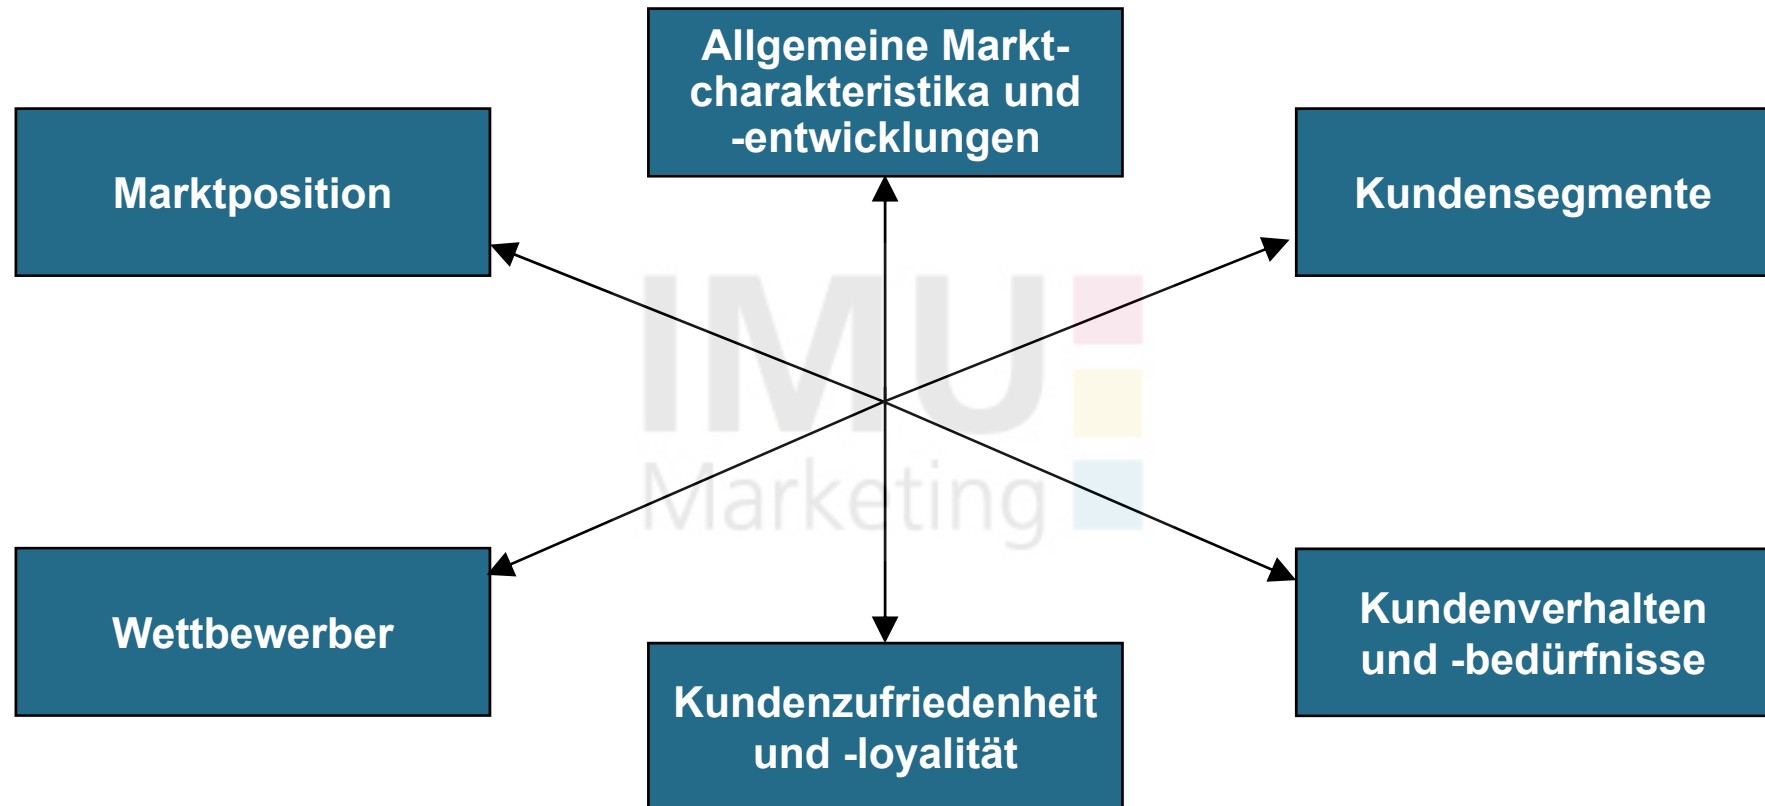 Allgemeine Markt-
charakteristika und
-entwicklungen
Marktposition
Kundensegmente
IMU
Marketing
Wettbewerber
Kundenverhalten
und -bedürfnisse
Kundenzufriedenheit
und -loyalität